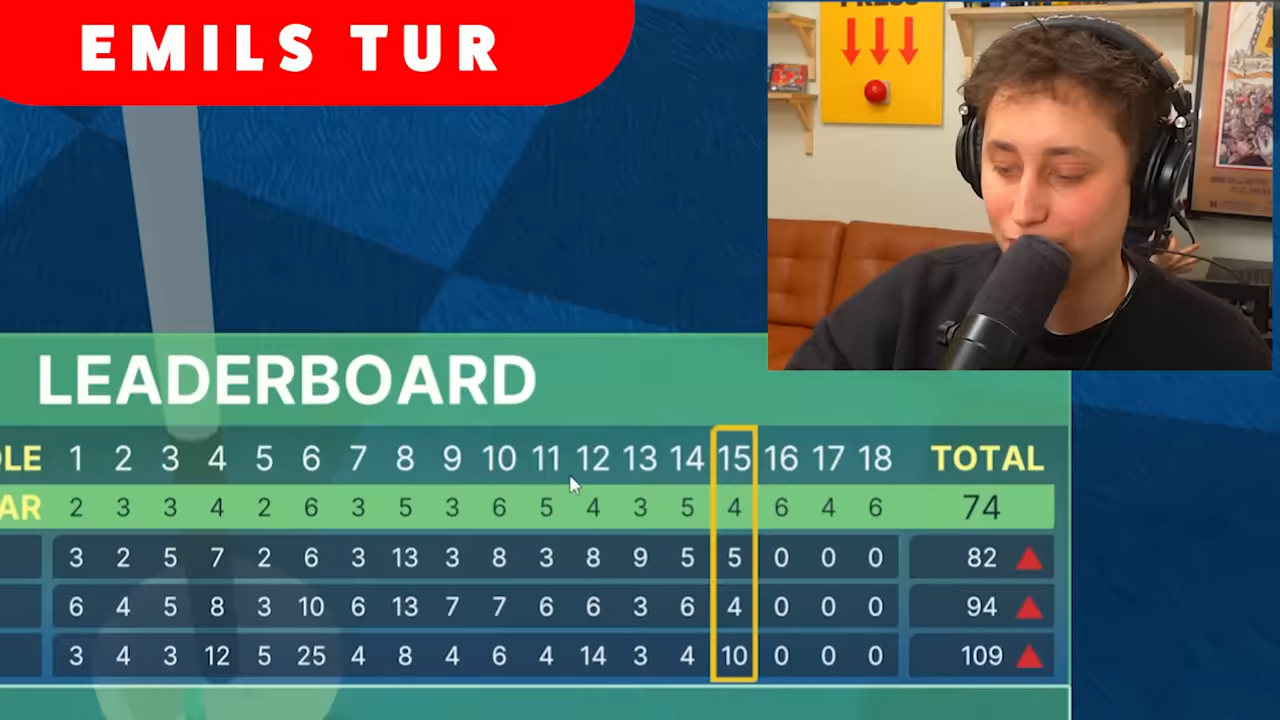 EMILS TUR
PRESS
LEADERBOARD
OLE 1 2 3 4 5 6 7 8 9 10 11 12 13 14 15 16 17 18 TOTAL
AR 2 3 3 4 2 6 3 5 3 6 5 4 3 5 4 6 4 6 74
3 2 5 7 2 6 3 13 3 8 3 8 9 5 5 0 0 0 82
6 4 5 8 3 10 6 13 7 7 6 6 3 6 4 0 0 0 94
3 4 3 12 5 25 4 8 4 6 4 14 3 4 10 0 0 0 109